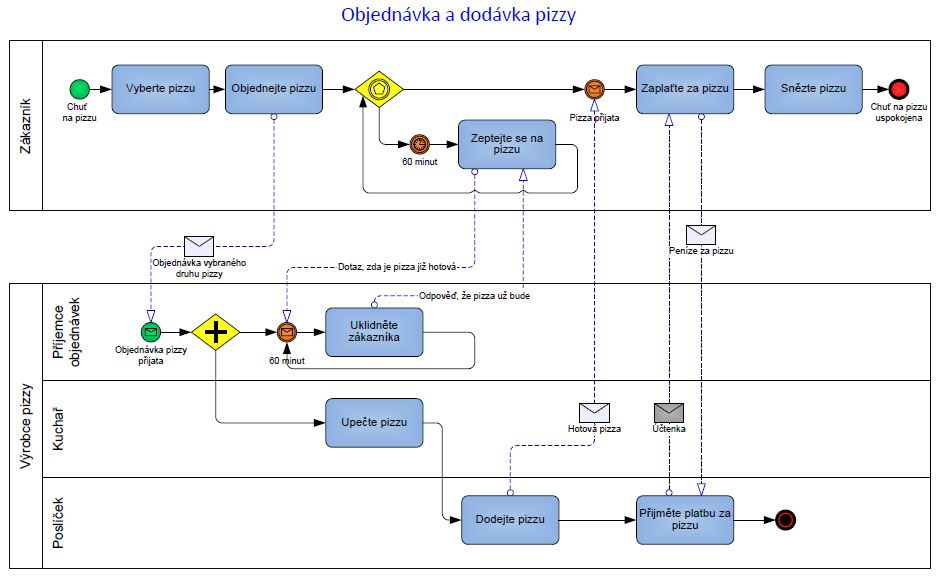 Objednávka a dodávka pizzy
Zákazník
Chuť
na pizzu
Vyberte pizzu
Objednejte pizzu
60 minut
Zeptejte se na
pizzu
Pizza přijata
Zaplaťte za pizzu
Snězte pizzu
Chuť na pizzu
uspokojena
Objednávka vybraného
druhu pizzy
Dotaz, zda je pizza již hotová
Odpověď, že pizza už bude
Peníze za pizzu
Výrobce pizzy
Příjemce
objednávek
Objednávka pizzy
přijata
60 minut
Uklidněte
zákazníka
Kuchař
Upečte pizzu
Hotová pizza
Účtenka
Poslíček
Dodejte pizzu
Přijměte platbu za
pizzu